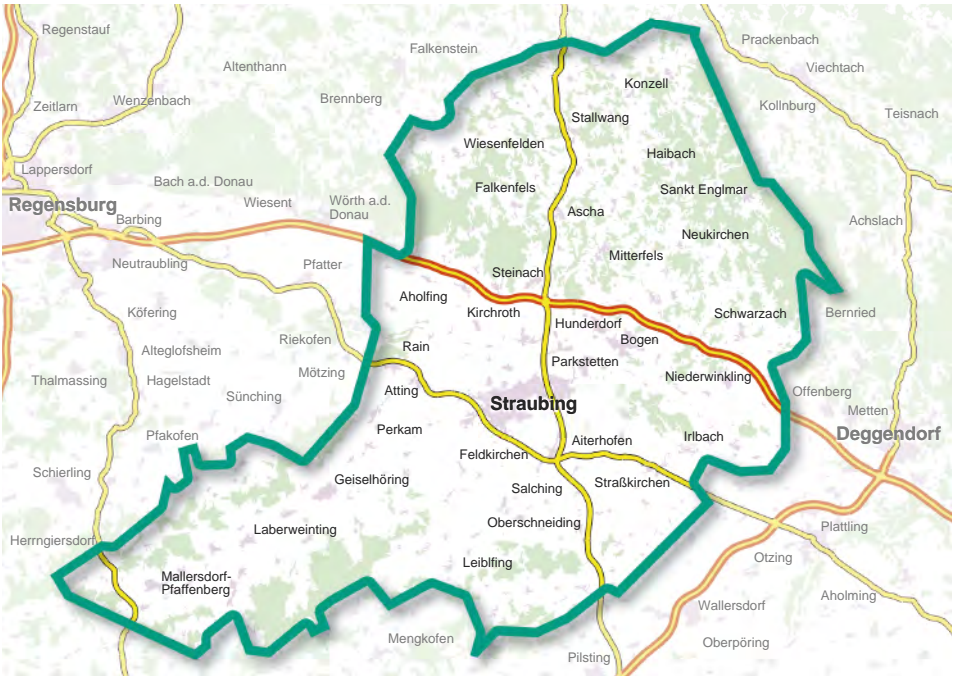 Regenstauf
Falkenstein
Prackenbach
Altenthann
Viechtach
Konzell
Zeitlarn
Wenzenbach
Brennberg
Kollnburg
Teisnach
Stallwang
Wiesenfelden
Haibach
Lappersdorf
Bach a.d. Donau
Falkenfels
Sankt Englmar
Regensburg
Wiesent
Wörth a.d.
Donau
Barbing
Ascha
Achslach
Neukirchen
Neutraubling
Pfatter
Mitterfels
Steinach
Aholfing
Köfering
Kirchroth
Schwarzach
Bernried
Hunderdorf
Bogen
Riekofen
Alteglofsheim
Rain
Parkstetten
Thalmassing
Hagelstadt
Mötzing
Niederwinkling
Atting
Offenberg
Sünching
Straubing
Metten
Perkam
Pfakofen
Aiterhofen
Irlbach
Deggendorf
Feldkirchen
Schierling
Geiselhöring
Salching
Straßkirchen
Laberweinting
Oberschneiding
Plattling
Herrngiersdorf
Leiblfing
Otzing
Mallersdorf-
Pfaffenberg
Aholming
Wallersdorf
Mengkofen
Oberpöring
Pilsting